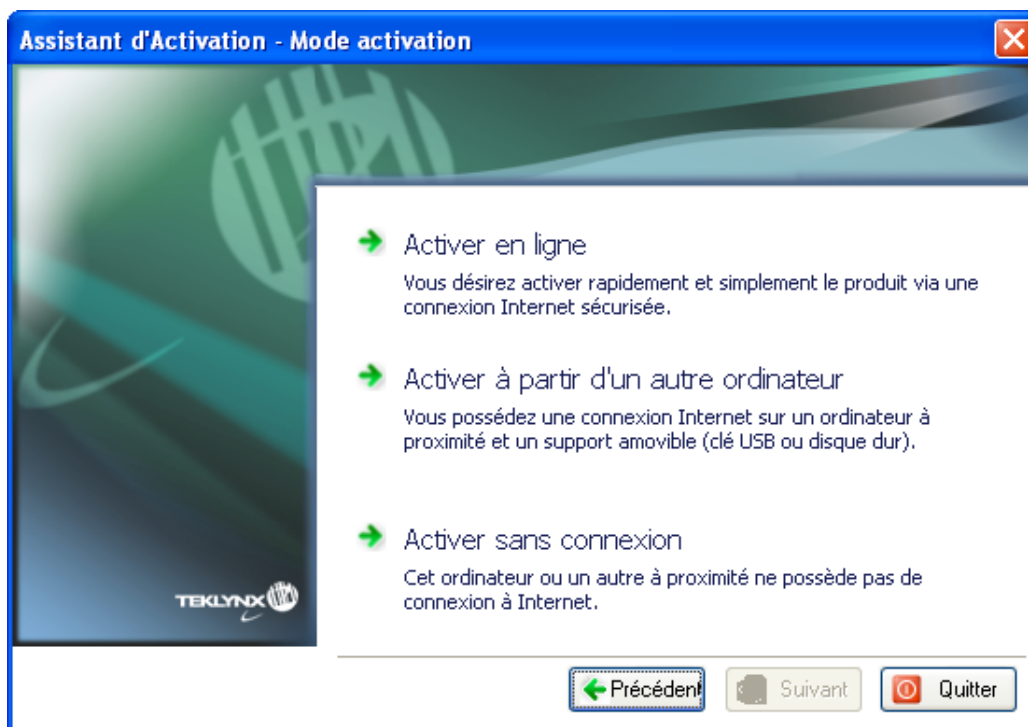 Assistant d'Activation - Mode activation
Activer en ligne
Vous désirez activer rapidement et simplement le produit via une
connexion Internet sécurisée.
Activer à partir d'un autre ordinateur
Vous possédez une connexion Internet sur un ordinateur à
proximité et un support amovible (clé USB ou disque dur).
Activer sans connexion
Cet ordinateur ou un autre à proximité ne possède pas de
connexion à Internet.
TEKLYNX
Précédent Suivant Quitter